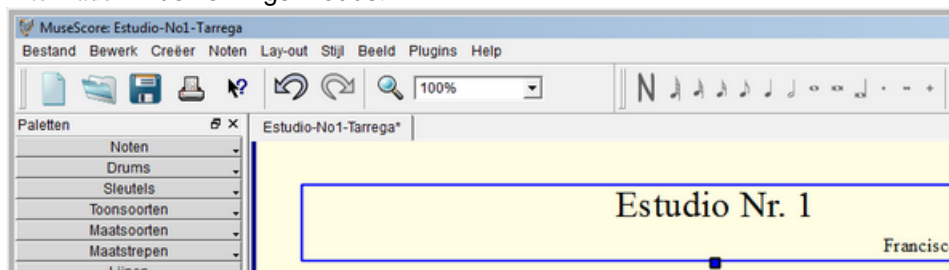 MuseScore: Estudio-No1-Tarrega
Bestand Bewerk Creëer Noten Lay-out Stijl Beeld Plugins Help
N
100%
Paletten
Estudio-No1-Tarrega*
Noten
Drums
Sleutels
Toonsoorten
Maatsoorten
Maatstrepen
Estudio Nr. 1
Francisc